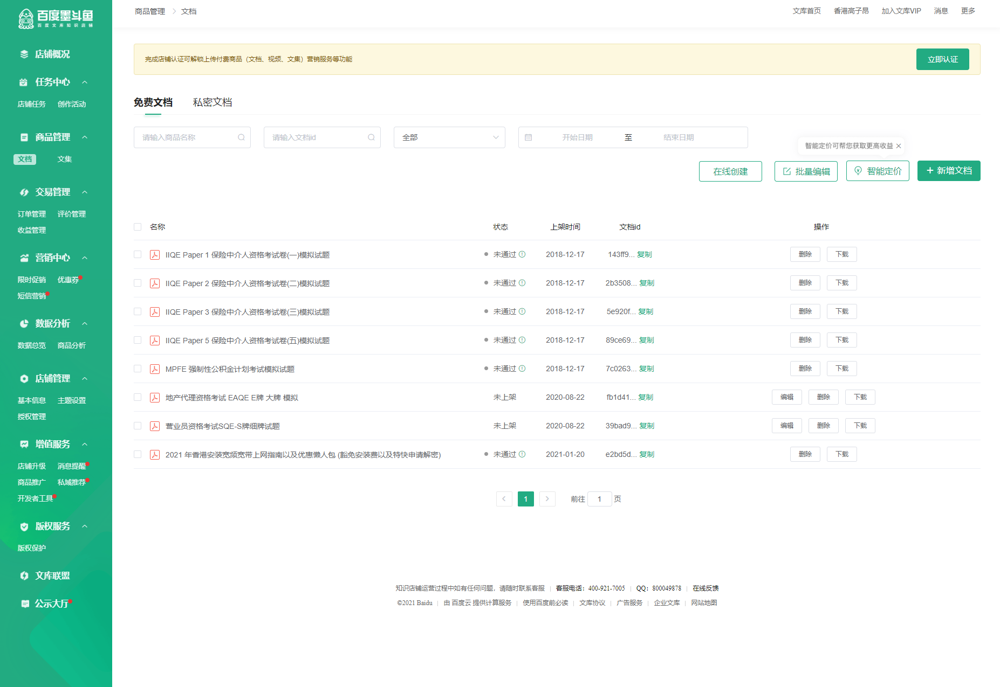 百度墨斗鱼
百度文库知识店铺
商品管理 > 文档
文库首页 香港高子昂 加入文库VIP 消息 更多
店铺概况
任务中心
店铺任务 创作活动
商品管理
文档 文集
交易管理
订单管理 评价管理
收益管理
营销中心
限时促销 优惠券
短信营销
数据分析
数据总览 商品分析
店铺管理
基本信息 主题设置
授权管理
增值服务
店铺升级 消息提醒
商品推广 私域推荐
开发者工具
版权服务
版权保护
文库联盟
公示大厅
完成店铺认证可解锁上传付费商品（文档、视频、文集）营销服务等功能 立即认证
免费文档 私密文档
请输入商品名称 请输入文档id 全部 开始日期 至 结束日期
智能定价可帮您获取更高收益 ×
在线创建 批量编辑 智能定价 + 新增文档
名称 状态 上架时间 文档id 操作
IIQE Paper 1 保险中介人资格考试卷(一)模拟试题 未通过 2018-12-17 143ff9... 复制 删除 下载
IIQE Paper 2 保险中介人资格考试卷(二)模拟试题 未通过 2018-12-17 2b3508... 复制 删除 下载
IIQE Paper 3 保险中介人资格考试卷(三)模拟试题 未通过 2018-12-17 5e920f... 复制 删除 下载
IIQE Paper 5 保险中介人资格考试卷(五)模拟试题 未通过 2018-12-17 89ce69... 复制 删除 下载
MPFE 强制性公积金计划考试模拟试题 未通过 2018-12-17 7c0263... 复制 删除 下载
地产代理资格考试 EAQE E牌 大牌 模拟 未上架 2020-08-22 fb1d41... 复制 编辑 删除 下载
营业员资格考试SQE-S牌细牌试题 未上架 2020-08-22 39bad9... 复制 编辑 删除 下载
2021 年香港安装宽频宽带上网指南以及优惠懒人包 (豁免安装费以及特快申请解密) 未通过 2021-01-20 e2bd5d... 复制 删除 下载
< 1 > 前往 1 页
知识店铺运营过程中如有任何问题，请随时联系客服 | 客服电话：400-921-7005 | QQ：800049878 | 在线反馈
©2021 Baidu | 由 百度云 提供计算服务 | 使用百度前必读 | 文库协议 | 广告服务 | 企业文库 | 网站地图